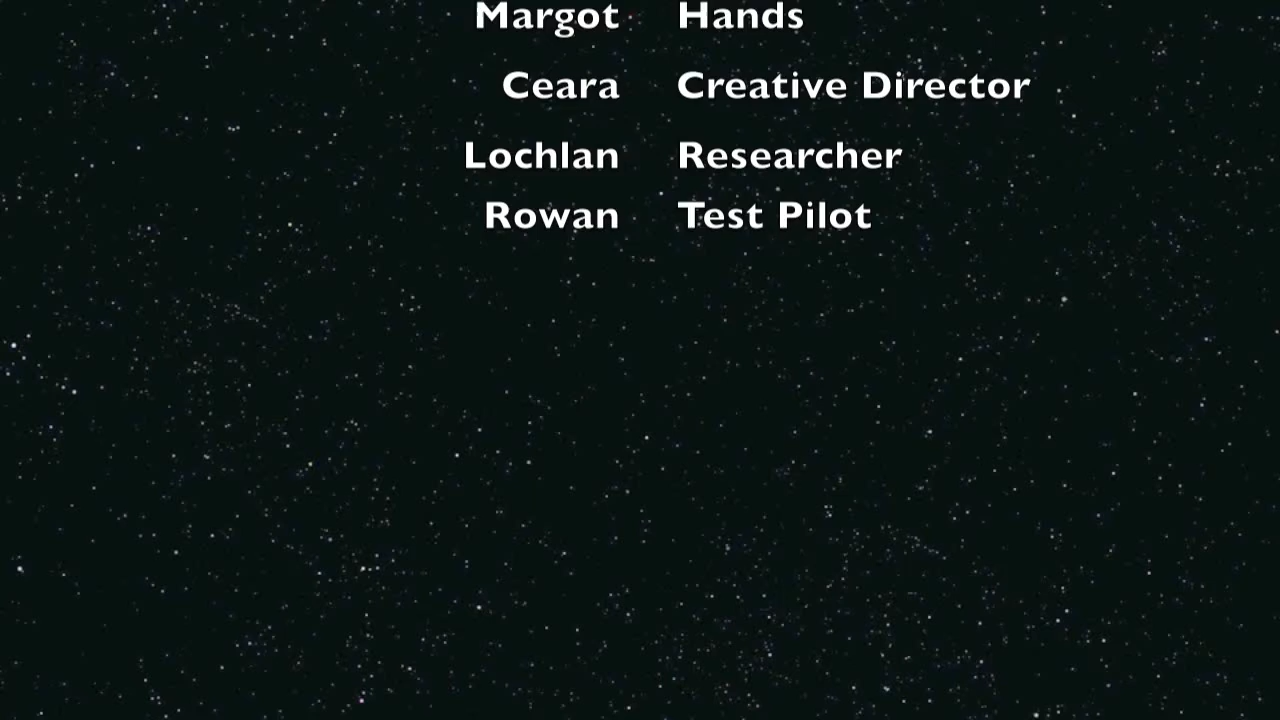 Margot Hands
Ceara Creative Director
Lochlan Researcher
Rowan Test Pilot